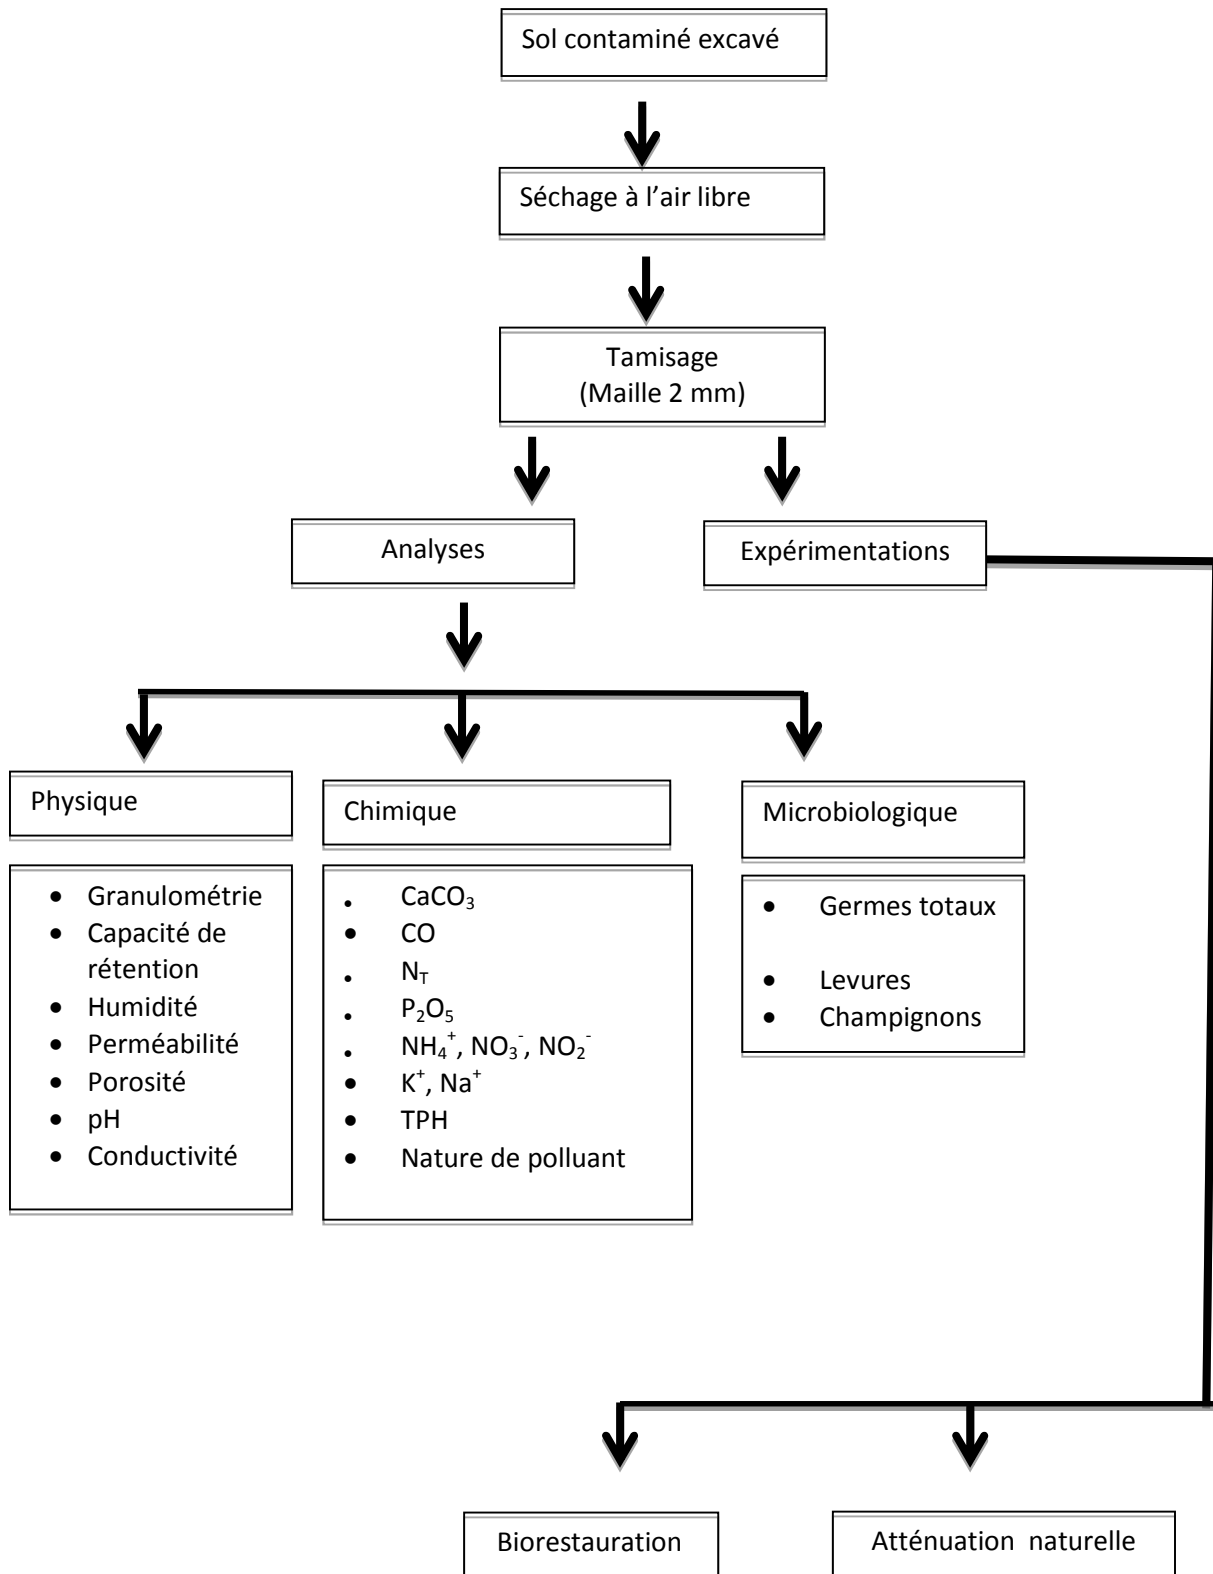 Sol contaminé excavé
Séchage à l’air libre
Tamisage
(Maille 2 mm)
Analyses
Expérimentations
Physique
Chimique
Microbiologique
• Granulométrie
• Capacité de
rétention
• Humidité
• Perméabilité
• Porosité
• pH
• Conductivité
• CaCO₃
• CO
• N_T
• P₂O₅
• NH₄⁺, NO₃⁻, NO₂⁻
• K⁺, Na⁺
• TPH
• Nature de polluant
• Germes totaux
• Levures
• Champignons
Biorestauration
Atténuation naturelle